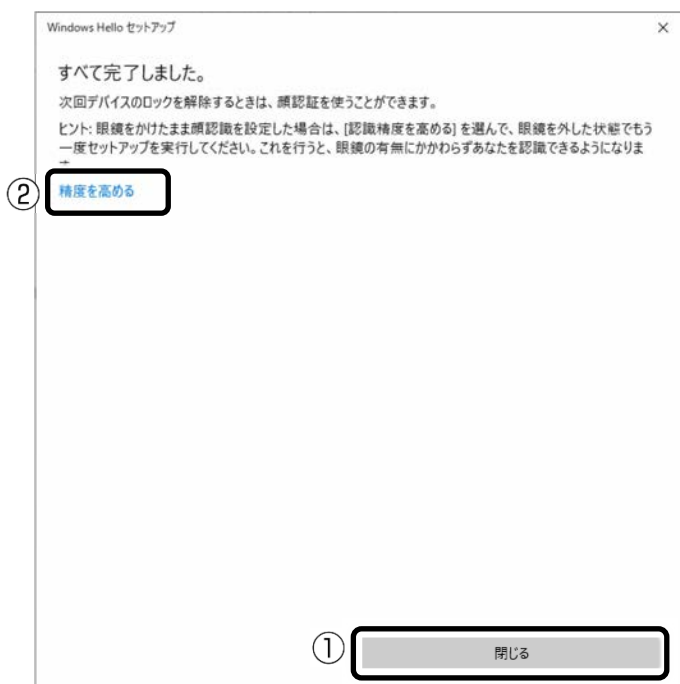 Windows Hello セットアップ
すべて完了しました。
次回デバイスのロックを解除するときは、顔認証を使うことができます。
ヒント: 眼鏡をかけたまま顔認識を設定した場合は、[認識精度を高める] を選んで、眼鏡を外した状態でもう
一度セットアップを実行してください。これを行うと、眼鏡の有無にかかわらずあなたを認識できるようになりま
② 精度を高める
① 閉じる